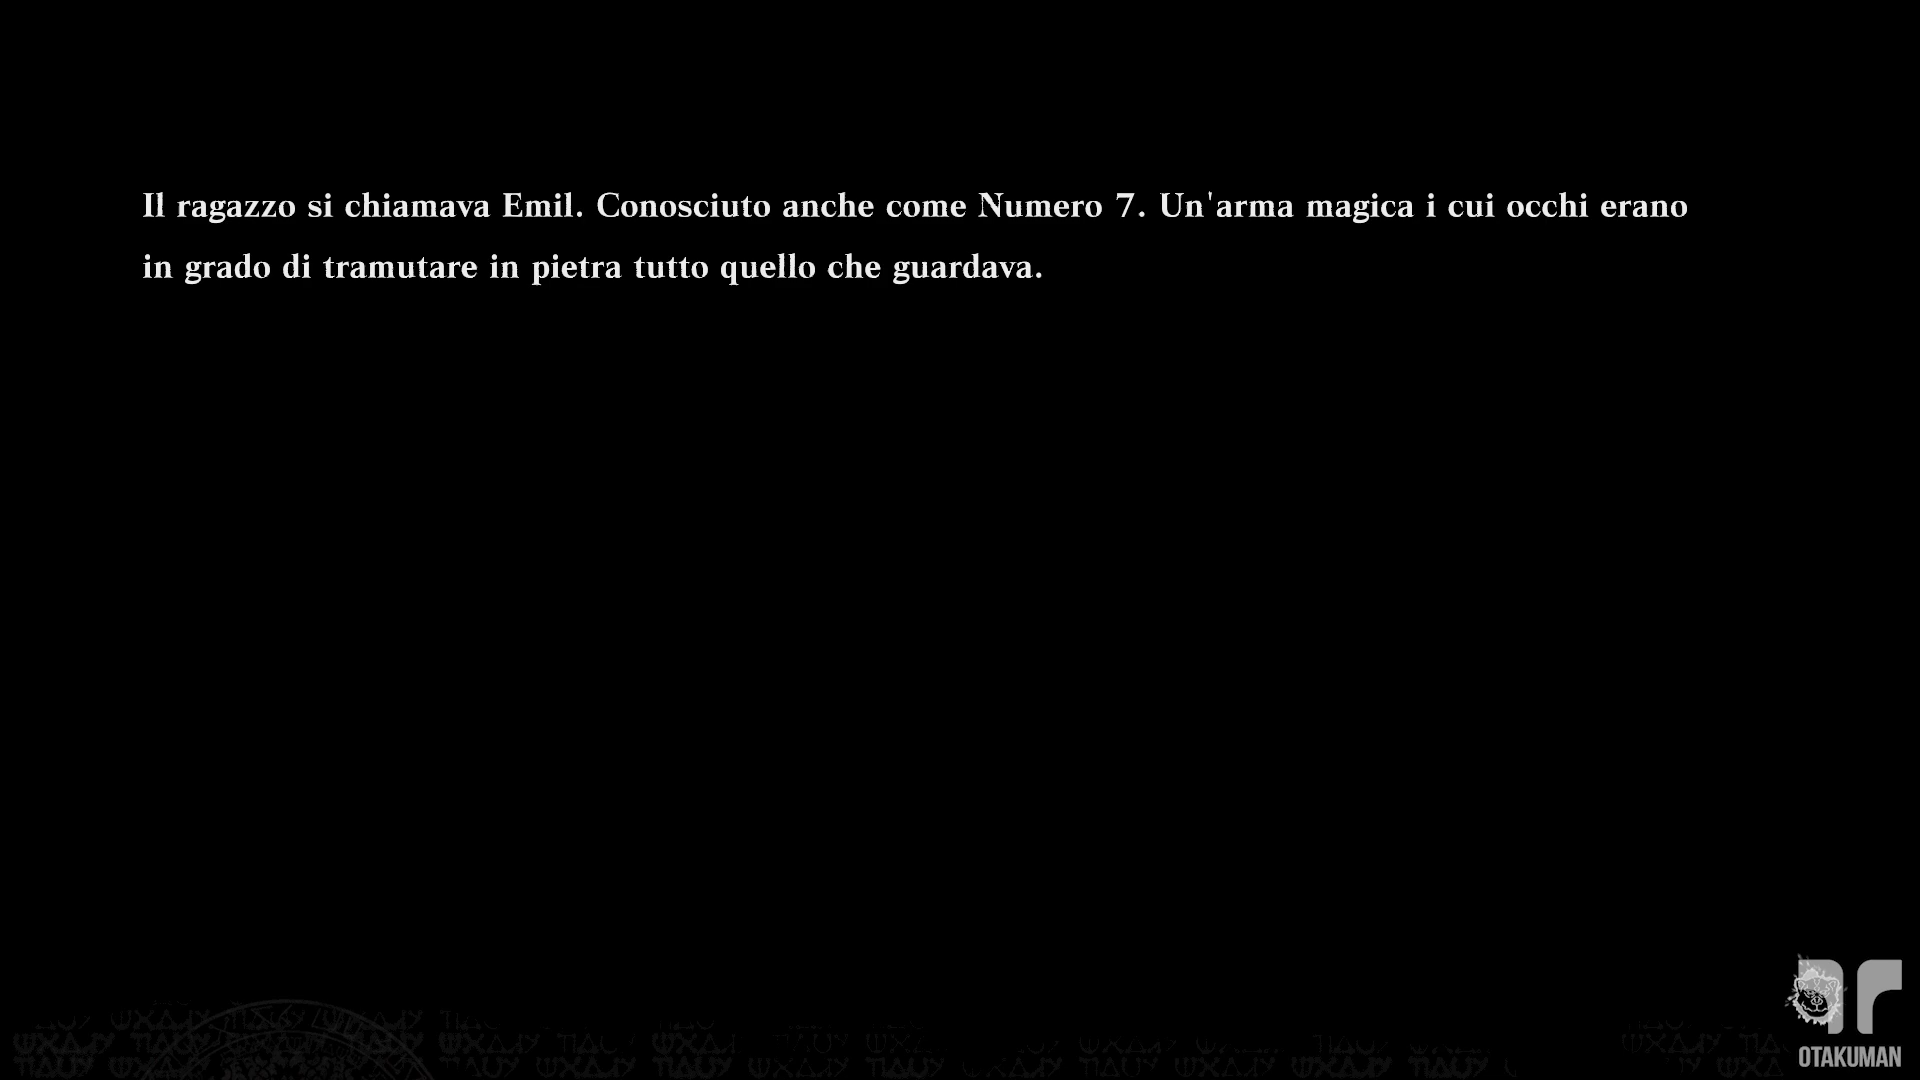 Il ragazzo si chiamava Emil. Conosciuto anche come Numero 7. Un'arma magica i cui occhi erano
in grado di tramutare in pietra tutto quello che guardava.
OTAKUMAN